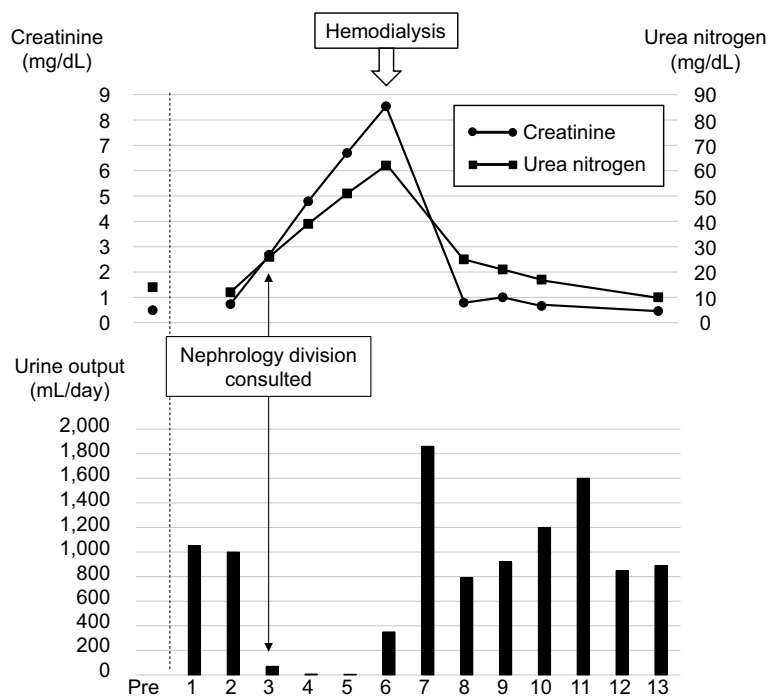 Hemodialysis
Creatinine
(mg/dL)
Urea nitrogen
(mg/dL)
9
8
7
6
5
4
3
2
1
0
90
80
70
60
50
40
30
20
10
0
Creatinine
Urea nitrogen
Nephrology division
consulted
Urine output
(mL/day)
2,000
1,800
1,600
1,400
1,200
1,000
800
600
400
200
0
Pre 1 2 3 4 5 6 7 8 9 10 11 12 13